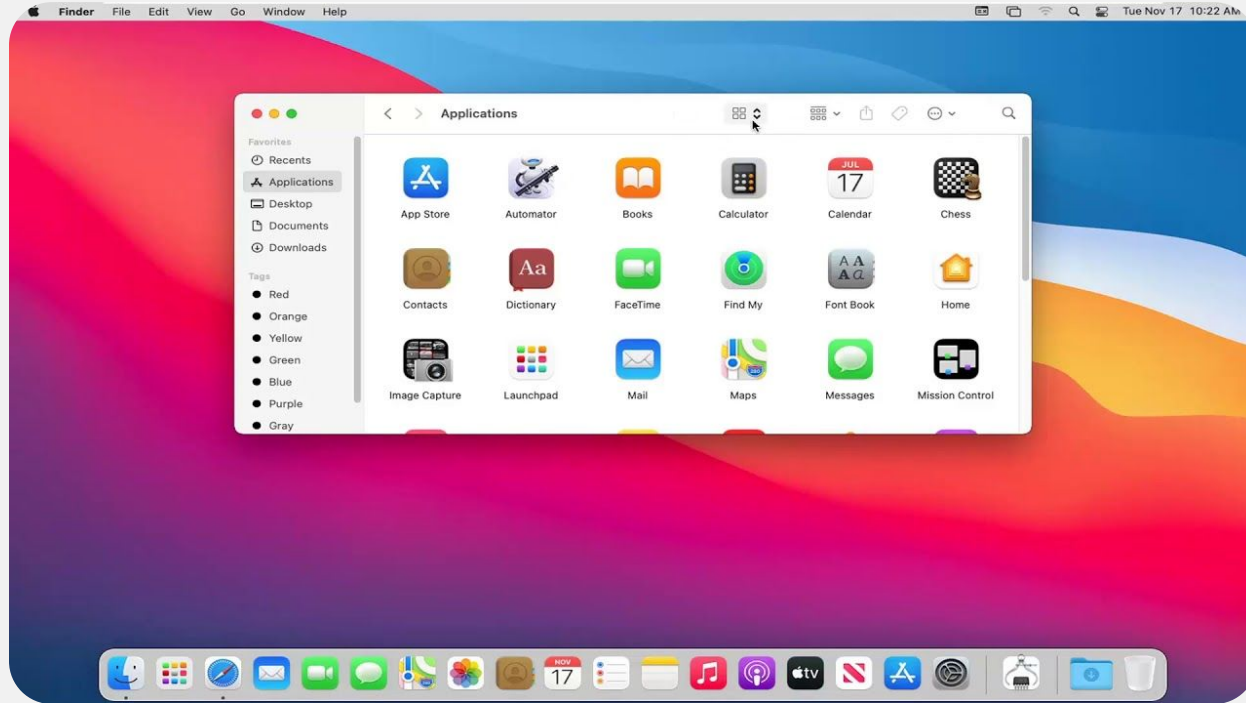 Finder File Edit View Go Window Help Tue Nov 17 10:22 AM
Applications
Favorites
Recents
Applications
Desktop
Documents
Downloads
Tags
Red
Orange
Yellow
Green
Blue
Purple
Gray
JUL
17
App Store Automator Books Calculator Calendar Chess
Aa
A A
A a
Contacts Dictionary FaceTime Find My Font Book Home
280
Image Capture Launchpad Mail Maps Messages Mission Control
NOV
17
tv